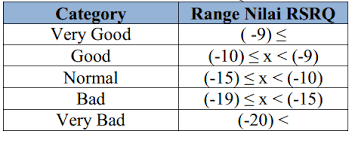 Category Range Nilai RSRQ
Very Good ( -9) ≤
Good (-10) ≤ x < (-9)
Normal (-15) ≤ x < (-10)
Bad (-19) ≤ x < (-15)
Very Bad (-20) <